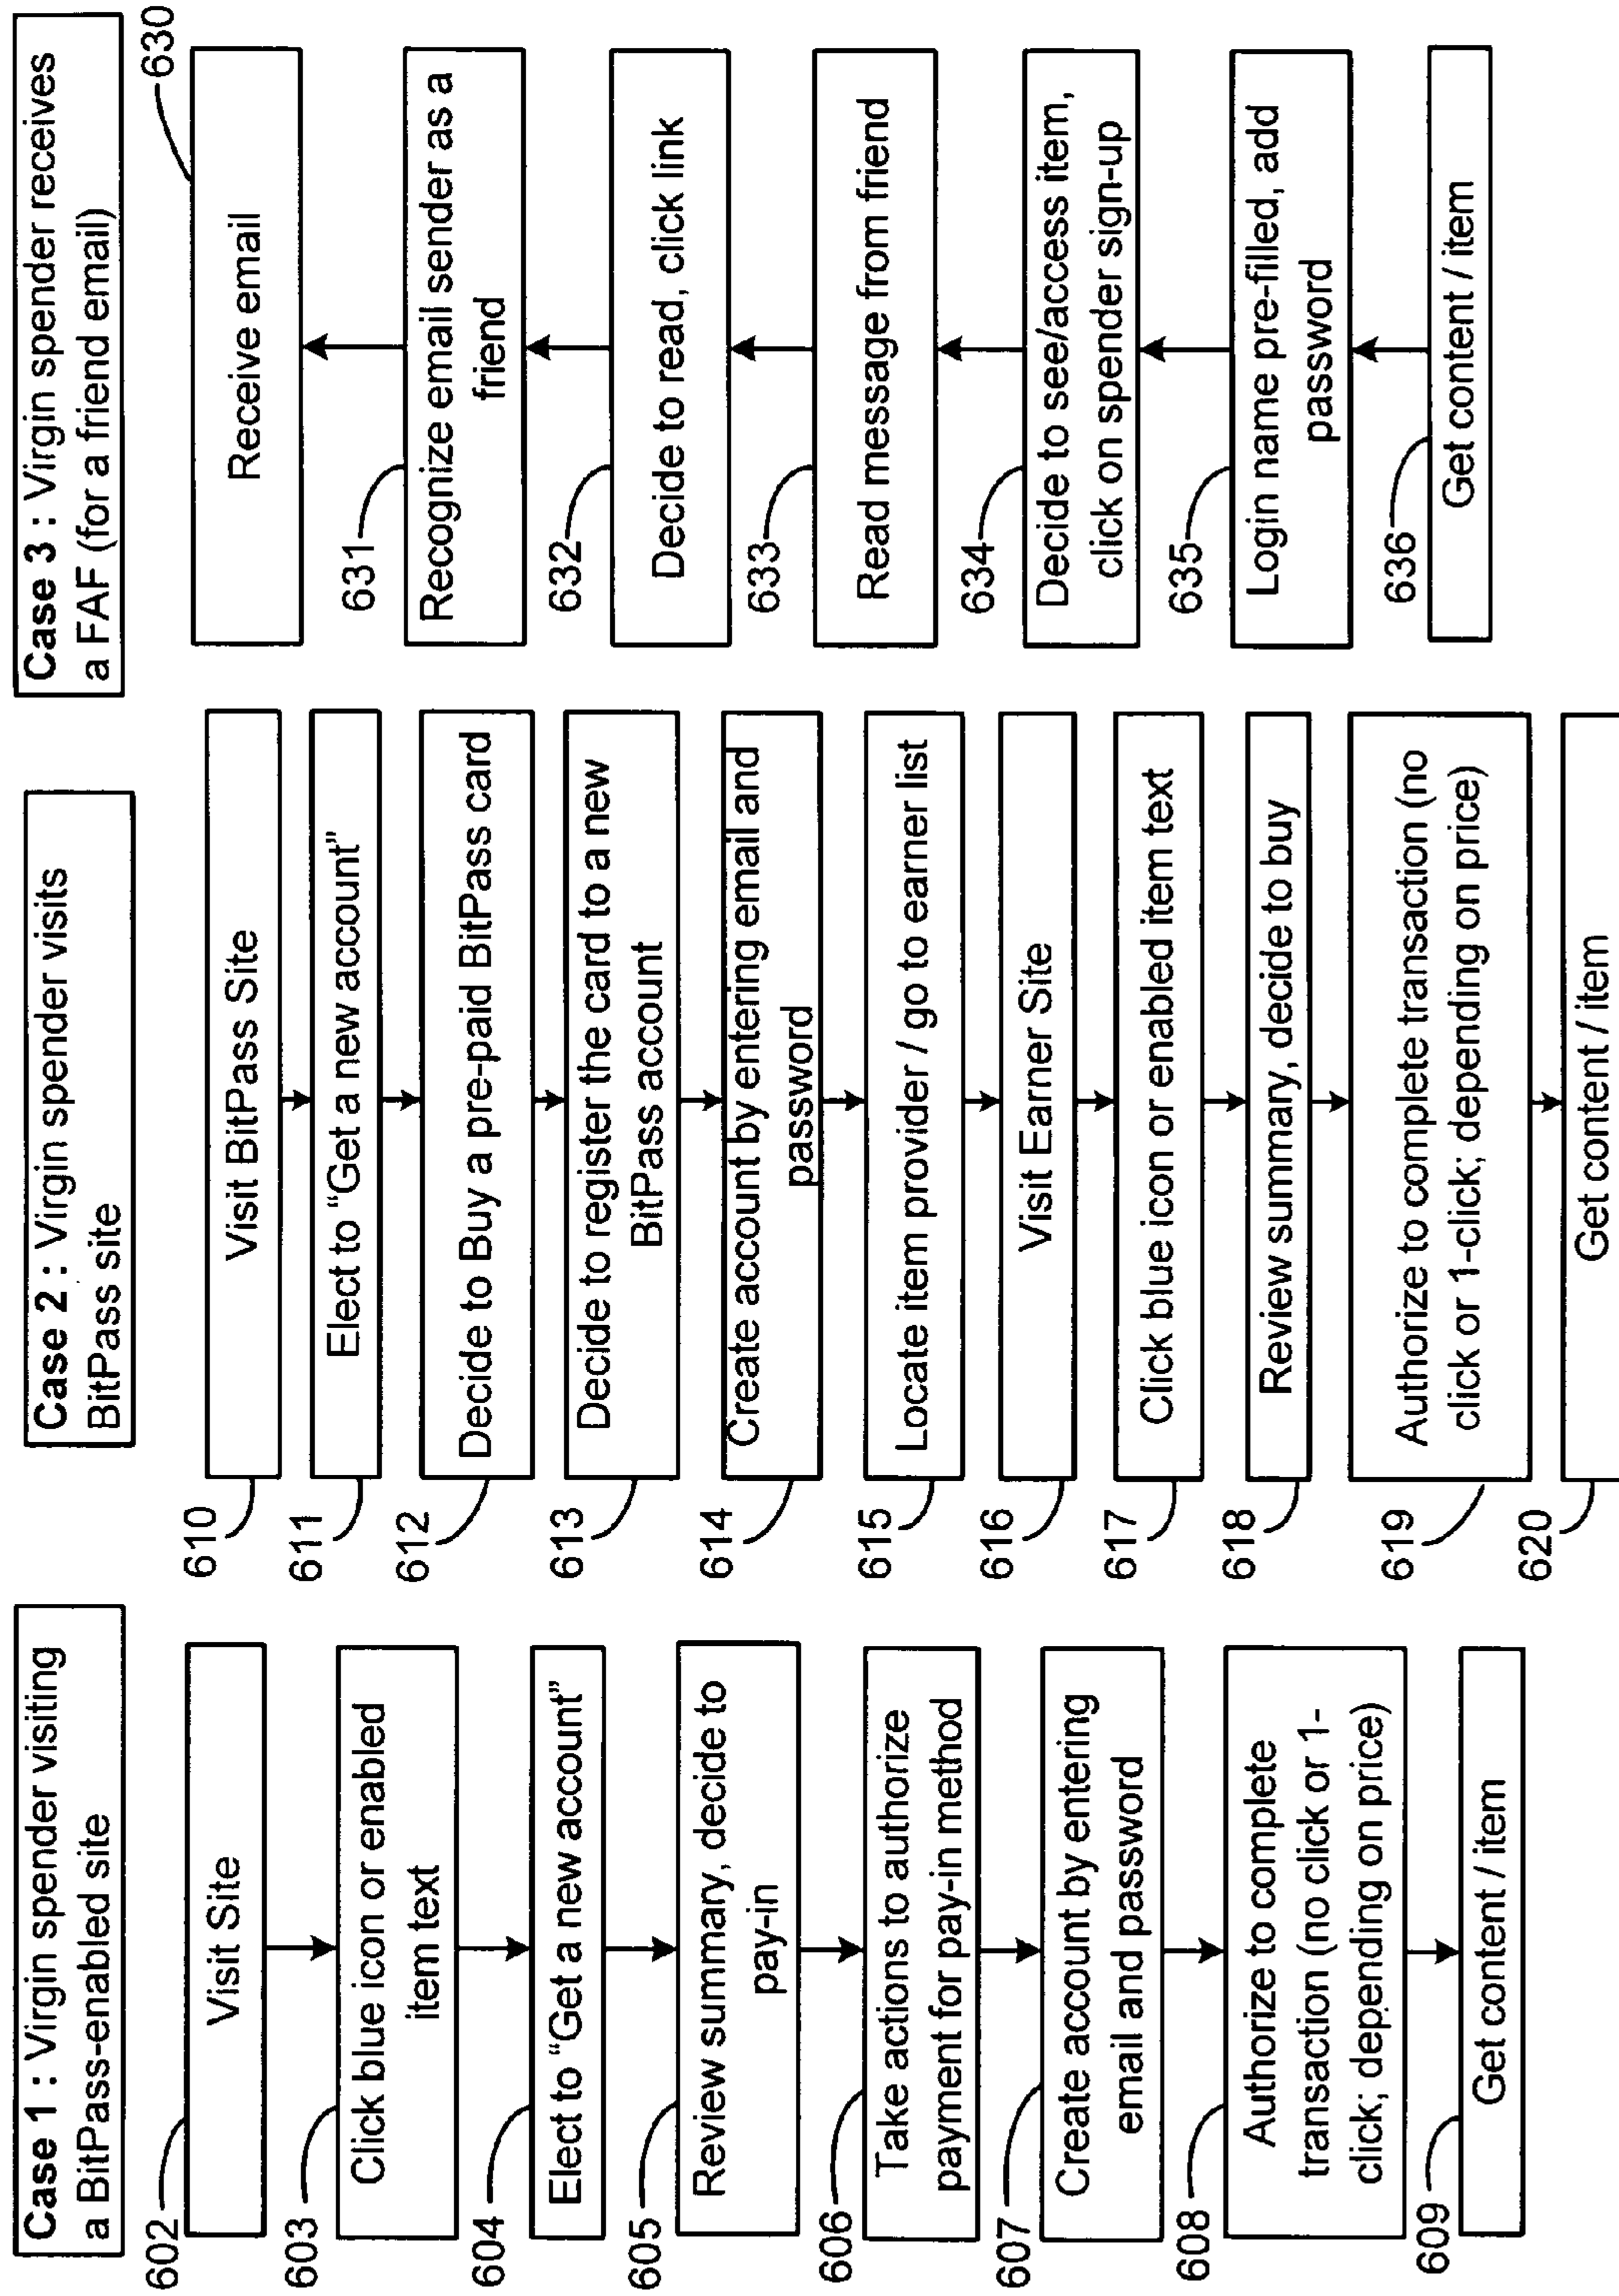 Case 1 : Virgin spender visiting
a BitPass-enabled site
602
Visit Site
603
Click blue icon or enabled
item text
604
Elect to “Get a new account”
605
Review summary, decide to
pay-in
606
Take actions to authorize
payment for pay-in method
607
Create account by entering
email and password
608
Authorize to complete
transaction (no click or 1-
click; depending on price)
609
Get content / item
Case 2 : Virgin spender visits
BitPass site
610
Visit BitPass Site
611
Elect to “Get a new account”
612
Decide to Buy a pre-paid BitPass card
613
Decide to register the card to a new
BitPass account
614
Create account by entering email and
password
615
Locate item provider / go to earner list
616
Visit Earner Site
617
Click blue icon or enabled item text
618
Review summary, decide to buy
619
Authorize to complete transaction (no
click or 1-click; depending on price)
620
Get content / item
Case 3 : Virgin spender receives
a FAF (for a friend email)
630
Receive email
631
Recognize email sender as a
friend
632
Decide to read, click link
633
Read message from friend
634
Decide to see/access item,
click on spender sign-up
635
Login name pre-filled, add
password
636
Get content / item